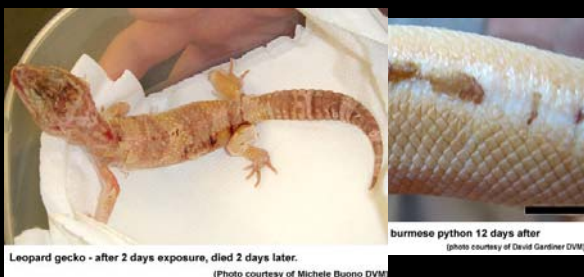 Leopard gecko - after 2 days exposure, died 2 days later.
(Photo courtesy of Michele Buono DVM)
burmese python 12 days after
(photo courtesy of David Gardiner DVM)